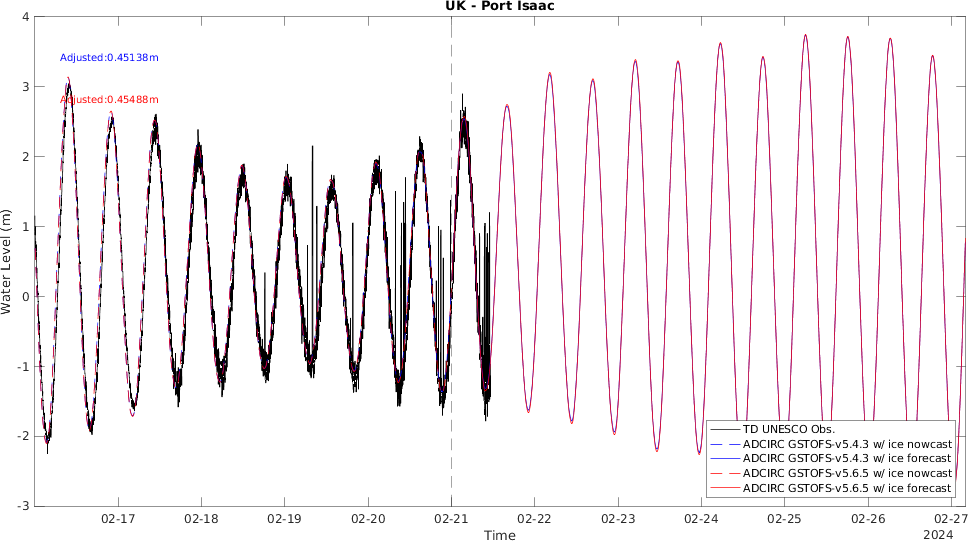 UK - Port Isaac
4
3
2
1
0
-1
-2
-3
Water Level (m)
Adjusted:0.45138m
Adjusted:0.45488m
TD UNESCO Obs.
ADCIRC GSTOFS-v5.4.3 w/ ice nowcast
ADCIRC GSTOFS-v5.4.3 w/ ice forecast
ADCIRC GSTOFS-v5.6.5 w/ ice nowcast
ADCIRC GSTOFS-v5.6.5 w/ ice forecast
02-17 02-18 02-19 02-20 02-21 02-22 02-23 02-24 02-25 02-26 02-27
Time
2024